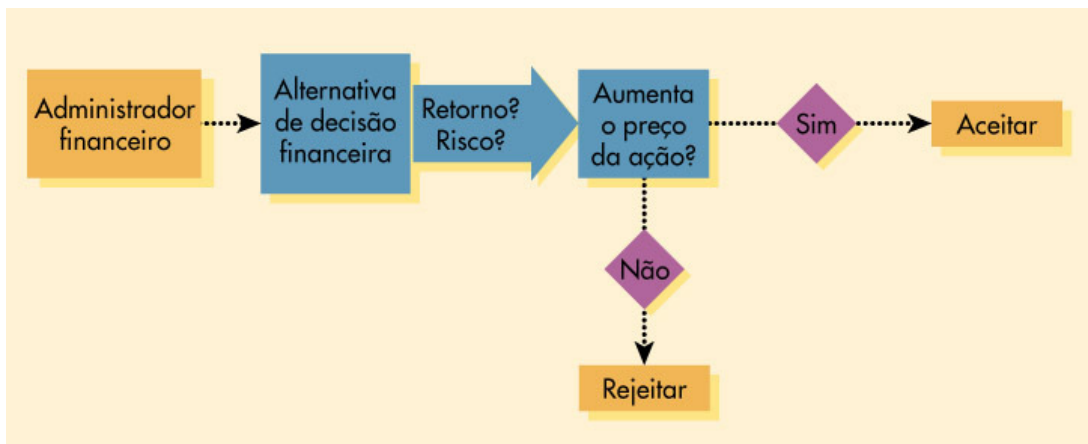 Administrador
financeiro
Alternativa
de decisão
financeira
Retorno?
Risco?
Aumenta
o preço
da ação?
Sim
Aceitar
Não
Rejeitar